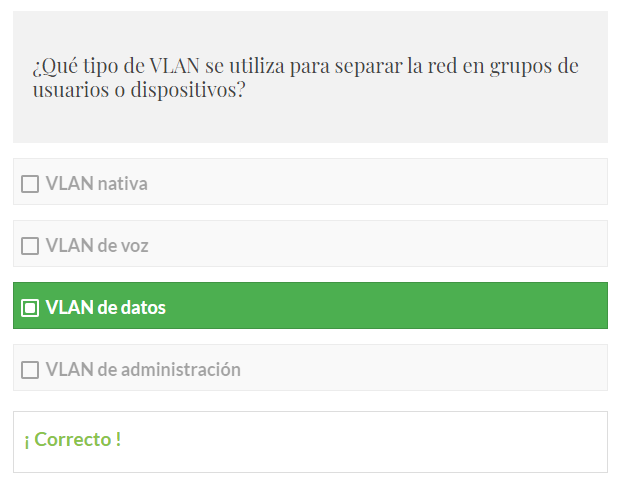 ¿Qué tipo de VLAN se utiliza para separar la red en grupos de
usuarios o dispositivos?
VLAN nativa
VLAN de voz
VLAN de datos
VLAN de administración
¡ Correcto !